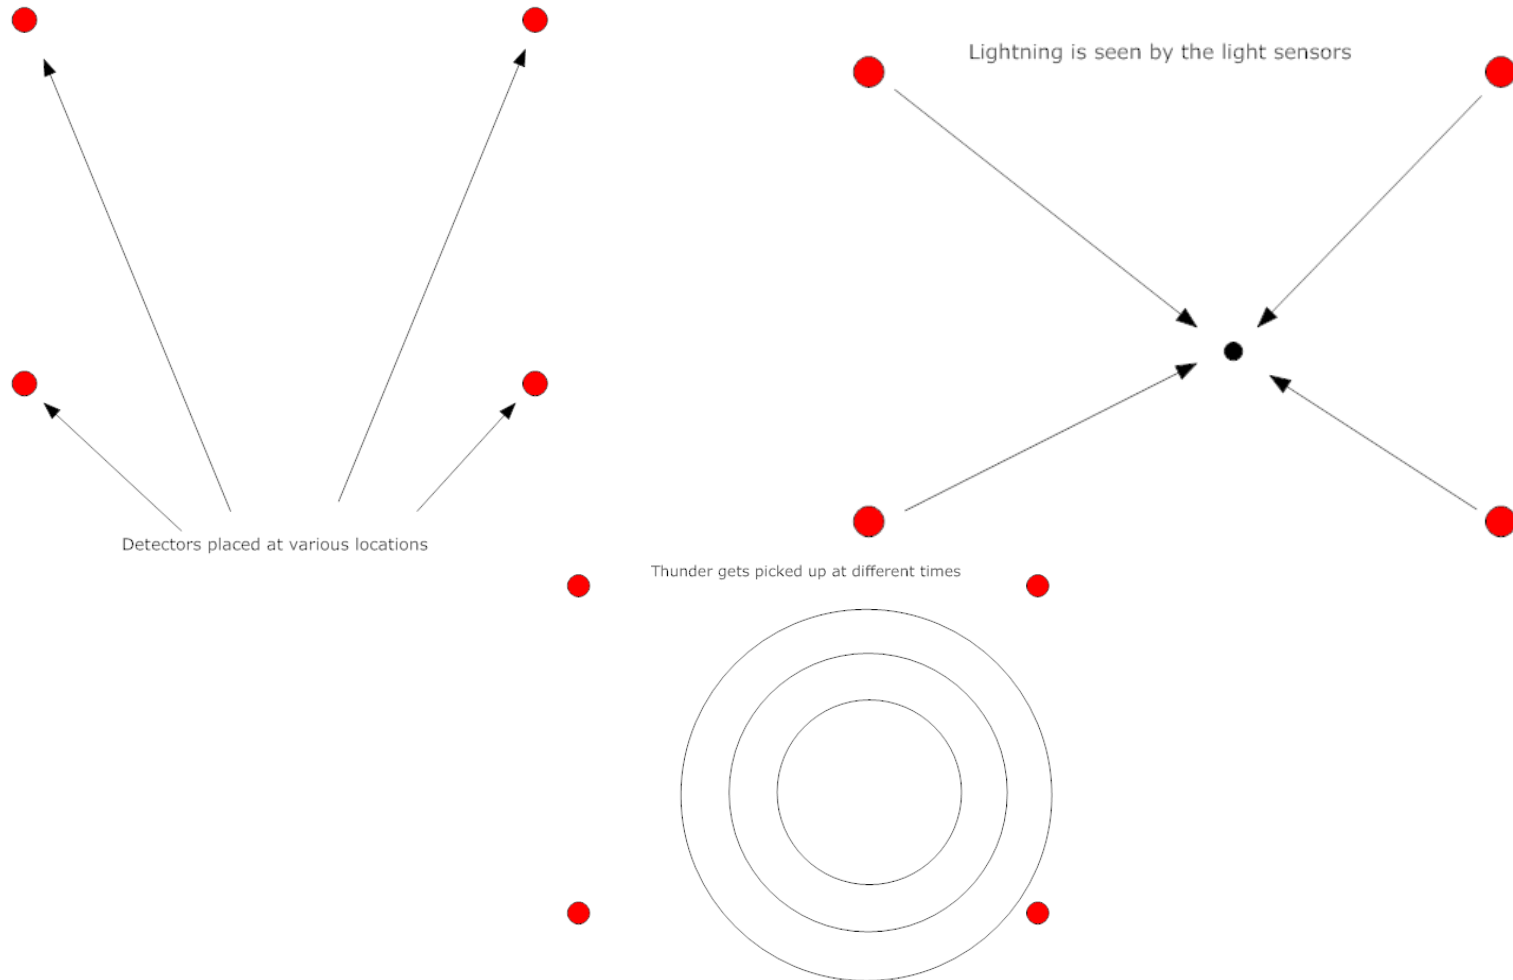 Lightning is seen by the light sensors
Detectors placed at various locations
Thunder gets picked up at different times